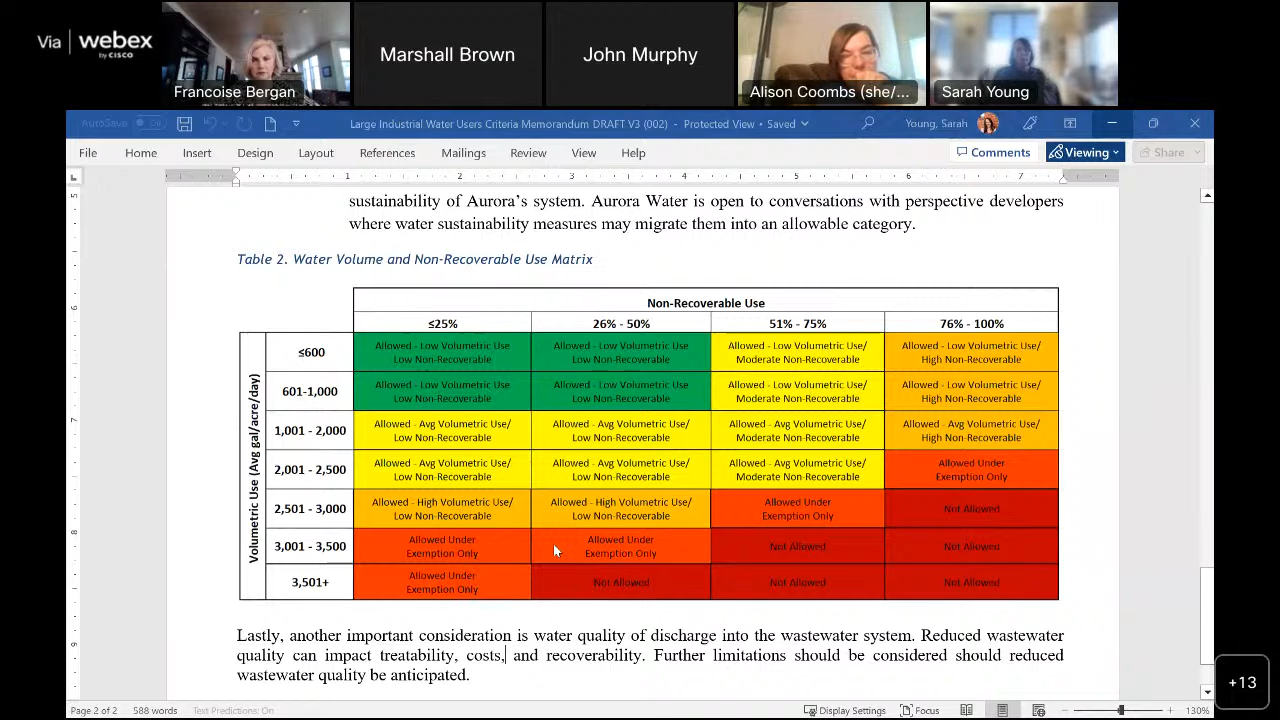 Via webex
by CISCO
Francoise Bergan
Marshall Brown
John Murphy
Alison Coombs (she/...
Sarah Young
AutoSave
Large Industrial Water Users Criteria Memorandum DRAFT V3 (002) - Protected View • Saved
Young, Sarah
File Home Insert Design Layout References Mailings Review View Help
Comments Viewing Share
1 2 3 4 5 6 7
sustainability of Aurora's system. Aurora Water is open to conversations with perspective developers
where water sustainability measures may migrate them into an allowable category.
Table 2. Water Volume and Non-Recoverable Use Matrix
Non-Recoverable Use
≤25% 26% - 50% 51% - 75% 76% - 100%
Volumetric Use (Avg gal/acre/day)
≤600
Allowed - Low Volumetric Use
Low Non-Recoverable
Allowed - Low Volumetric Use
Low Non-Recoverable
Allowed - Low Volumetric Use/
Moderate Non-Recoverable
Allowed - Low Volumetric Use/
High Non-Recoverable
601-1,000
Allowed - Low Volumetric Use
Low Non-Recoverable
Allowed - Low Volumetric Use
Low Non-Recoverable
Allowed - Low Volumetric Use/
Moderate Non-Recoverable
Allowed - Low Volumetric Use/
High Non-Recoverable
1,001 - 2,000
Allowed - Avg Volumetric Use/
Low Non-Recoverable
Allowed - Avg Volumetric Use/
Low Non-Recoverable
Allowed - Avg Volumetric Use/
Moderate Non-Recoverable
Allowed - Avg Volumetric Use/
High Non-Recoverable
2,001 - 2,500
Allowed - Avg Volumetric Use/
Low Non-Recoverable
Allowed - Avg Volumetric Use/
Low Non-Recoverable
Allowed - Avg Volumetric Use/
Moderate Non-Recoverable
Allowed Under
Exemption Only
2,501 - 3,000
Allowed - High Volumetric Use/
Low Non-Recoverable
Allowed - High Volumetric Use/
Low Non-Recoverable
Allowed Under
Exemption Only
Not Allowed
3,001 - 3,500
Allowed Under
Exemption Only
Allowed Under
Exemption Only
Not Allowed
Not Allowed
3,501+
Allowed Under
Exemption Only
Not Allowed
Not Allowed
Not Allowed
Lastly, another important consideration is water quality of discharge into the wastewater system. Reduced wastewater
quality can impact treatability, costs, and recoverability. Further limitations should be considered should reduced
wastewater quality be anticipated.
+13
Page 2 of 2 588 words Text Predictions: On Display Settings Focus 130%